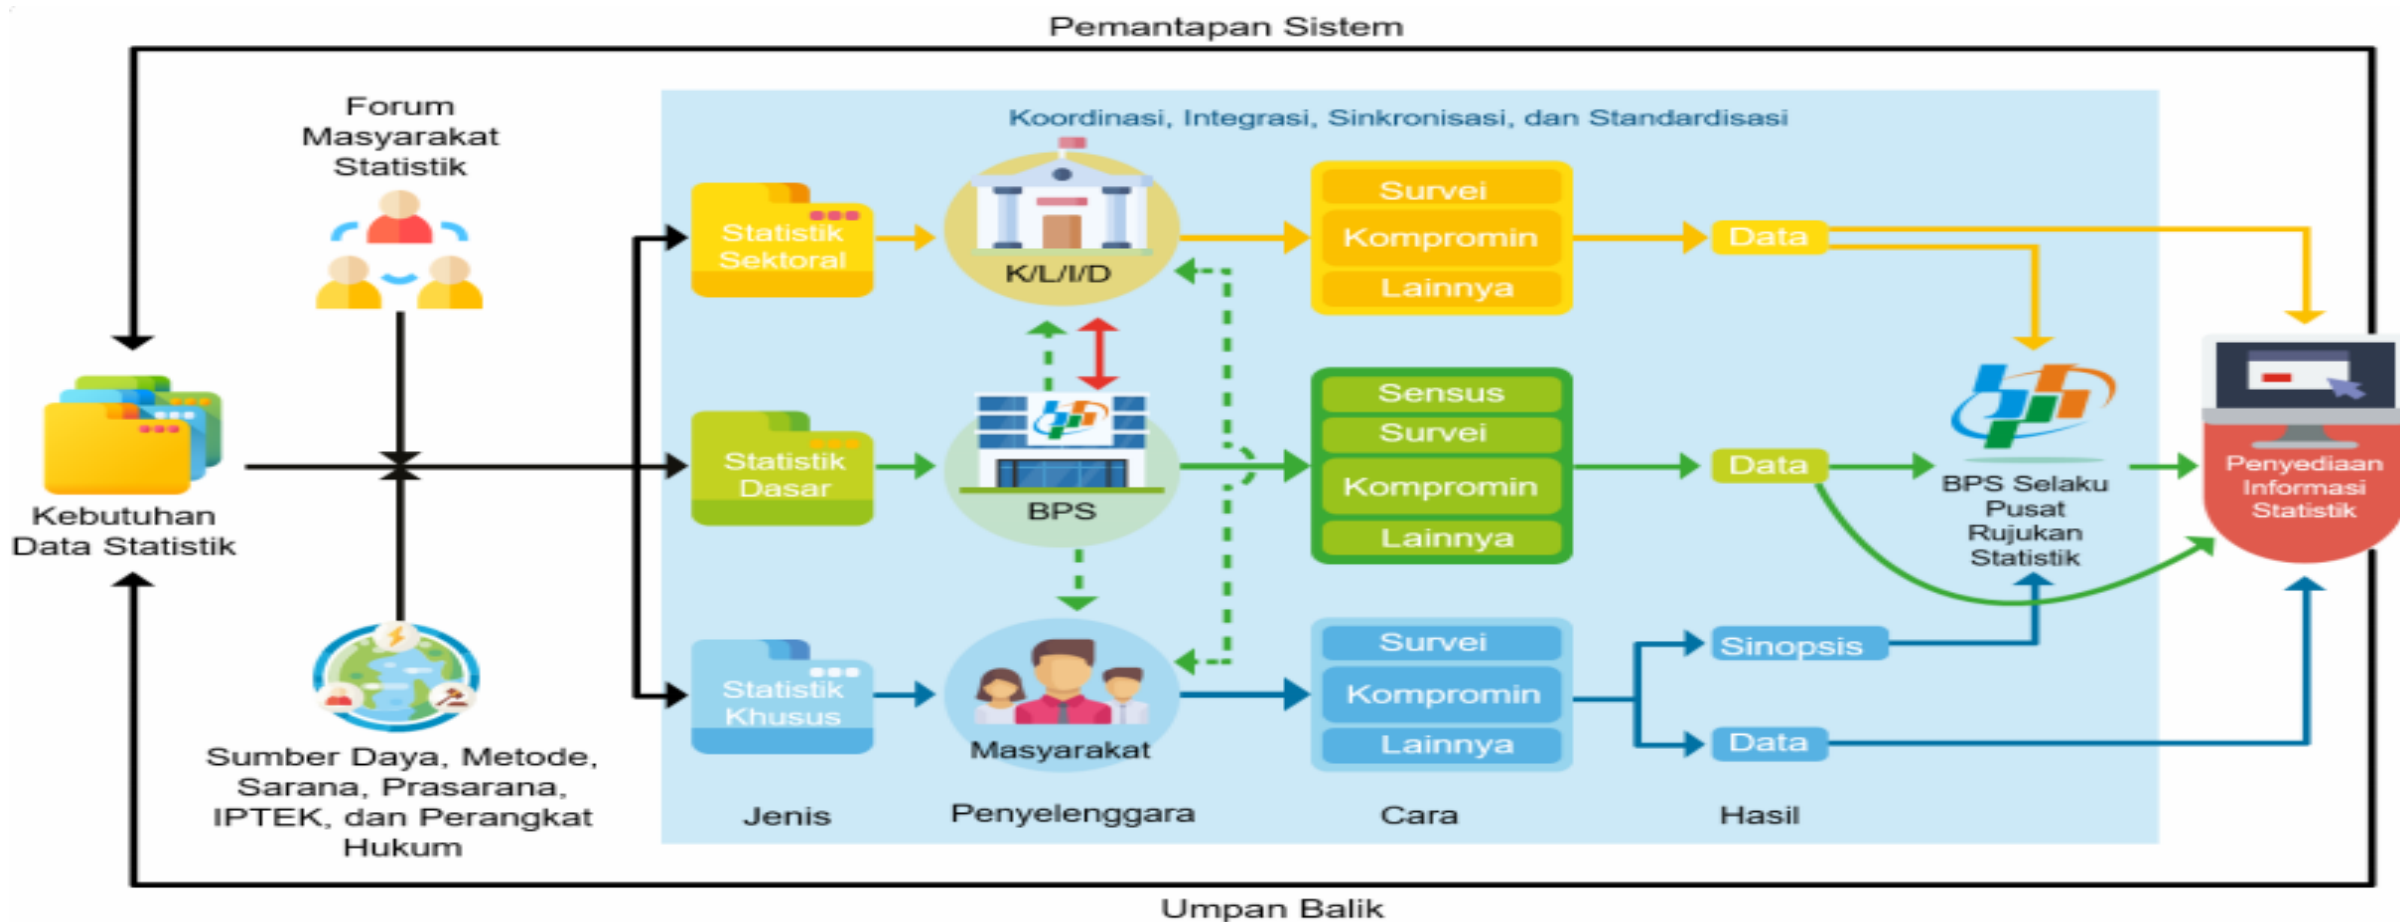 Pemantapan Sistem
Forum
Masyarakat
Statistik
Koordinasi, Integrasi, Sinkronisasi, dan Standardisasi
Statistik
Sektoral
K/L/I/D
Survei
Kompromin
Lainnya
Data
Kebutuhan
Data Statistik
Statistik
Dasar
BPS
Sensus
Survei
Kompromin
Lainnya
Data
BPS Selaku
Pusat
Rujukan
Statistik
Penyediaan
Informasi
Statistik
Sumber Daya, Metode,
Sarana, Prasarana,
IPTEK, dan Perangkat
Hukum
Statistik
Khusus
Masyarakat
Survei
Kompromin
Lainnya
Sinopsis
Data
Jenis
Penyelenggara
Cara
Hasil
Umpan Balik